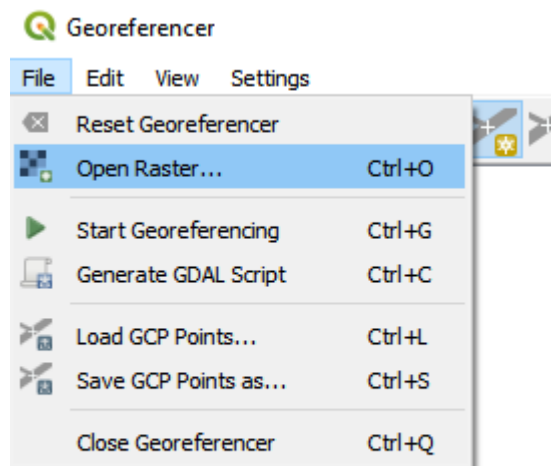 Georeferencer
File Edit View Settings
Reset Georeferencer
Open Raster... Ctrl+O
Start Georeferencing Ctrl+G
Generate GDAL Script Ctrl+C
Load GCP Points... Ctrl+L
Save GCP Points as... Ctrl+S
Close Georeferencer Ctrl+Q